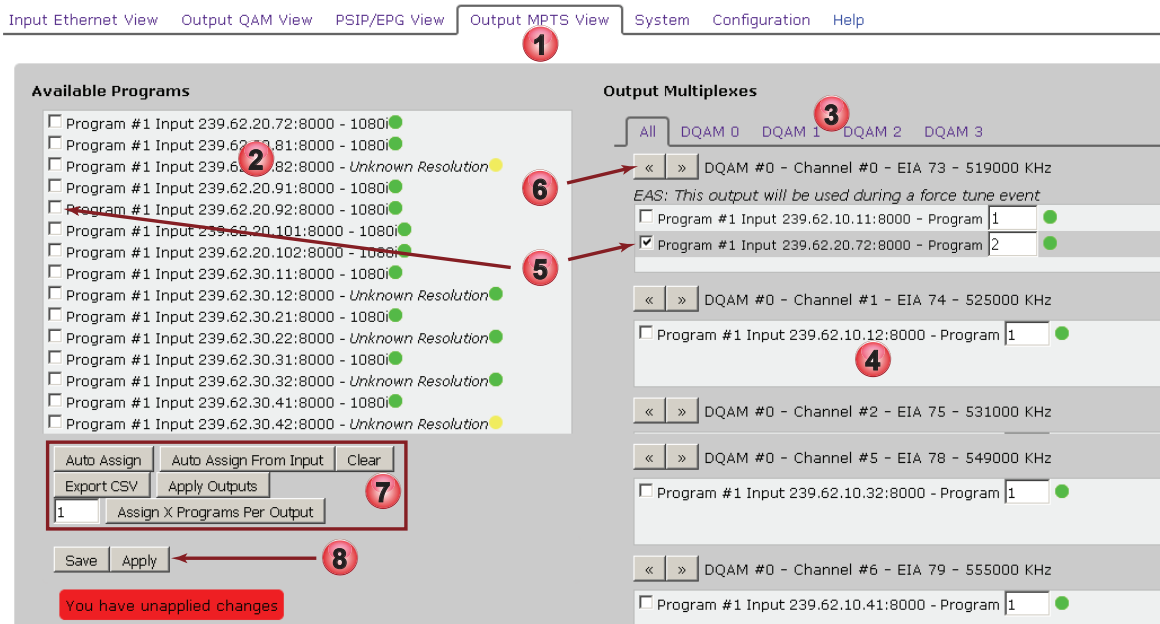 Input Ethernet View Output QAM View PSIP/EPG View Output MPTS View System Configuration Help
1
Available Programs
Program #1 Input 239.62.20.72:8000 - 1080i
Program #1 Input 239.62.20.81:8000 - 1080i
Program #1 Input 239.62.20.82:8000 - Unknown Resolution
2
Program #1 Input 239.62.20.91:8000 - 1080i
Program #1 Input 239.62.20.92:8000 - 1080i
Program #1 Input 239.62.20.101:8000 - 1080i
Program #1 Input 239.62.20.102:8000 - 1080i
Program #1 Input 239.62.30.11:8000 - 1080i
Program #1 Input 239.62.30.12:8000 - Unknown Resolution
Program #1 Input 239.62.30.21:8000 - 1080i
Program #1 Input 239.62.30.22:8000 - Unknown Resolution
Program #1 Input 239.62.30.31:8000 - 1080i
Program #1 Input 239.62.30.32:8000 - Unknown Resolution
Program #1 Input 239.62.30.41:8000 - 1080i
Program #1 Input 239.62.30.42:8000 - Unknown Resolution
Auto Assign Auto Assign From Input Clear
Export CSV Apply Outputs
7
1 Assign X Programs Per Output
Save Apply
8
You have unapplied changes
Output Multiplexes
3
All DQAM 0 DQAM 1 DQAM 2 DQAM 3
« » DQAM #0 - Channel #0 - EIA 73 - 519000 KHz
6
EAS: This output will be used during a force tune event
Program #1 Input 239.62.10.11:8000 - Program 1
Program #1 Input 239.62.20.72:8000 - Program 2
5
« » DQAM #0 - Channel #1 - EIA 74 - 525000 KHz
Program #1 Input 239.62.10.12:8000 - Program 1
4
« » DQAM #0 - Channel #2 - EIA 75 - 531000 KHz
« » DQAM #0 - Channel #5 - EIA 78 - 549000 KHz
Program #1 Input 239.62.10.32:8000 - Program 1
« » DQAM #0 - Channel #6 - EIA 79 - 555000 KHz
Program #1 Input 239.62.10.41:8000 - Program 1